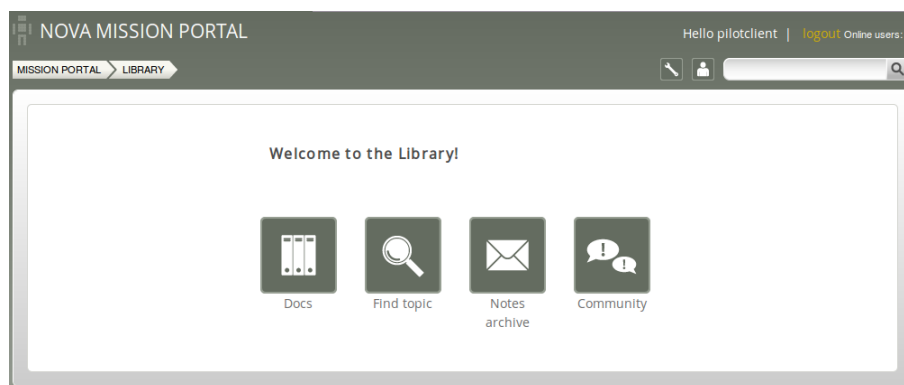 NOVA MISSION PORTAL
Hello pilotclient | logout Online users:
MISSION PORTAL LIBRARY
Welcome to the Library!
Docs
Find topic
Notes
archive
Community